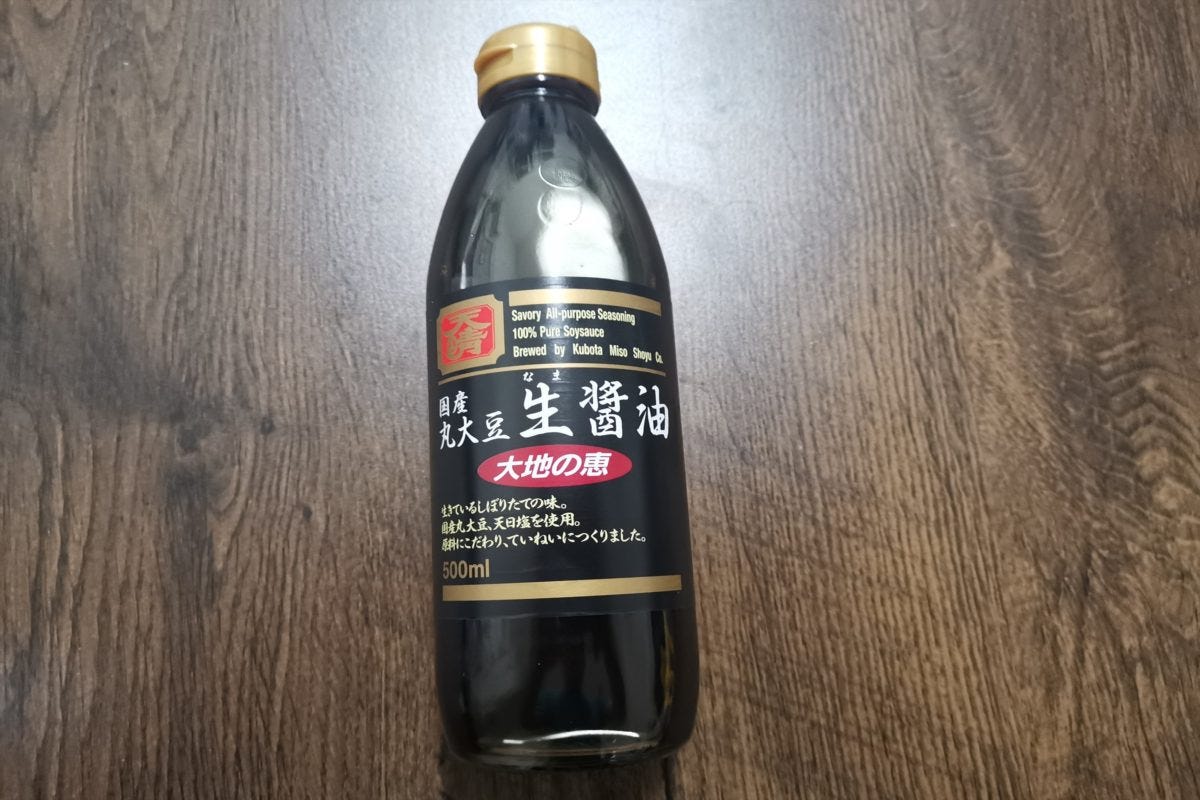 天晴
Savory All-purpose Seasoning
100% Pure Soysauce
Brewed by Kubota Miso Shoyu Co.
国産
丸大豆
なま
生醤油
大地の恵
生きているしぼりたての味。
国産丸大豆、天日塩を使用。
原料にこだわり、ていねいにつくりました。
500ml